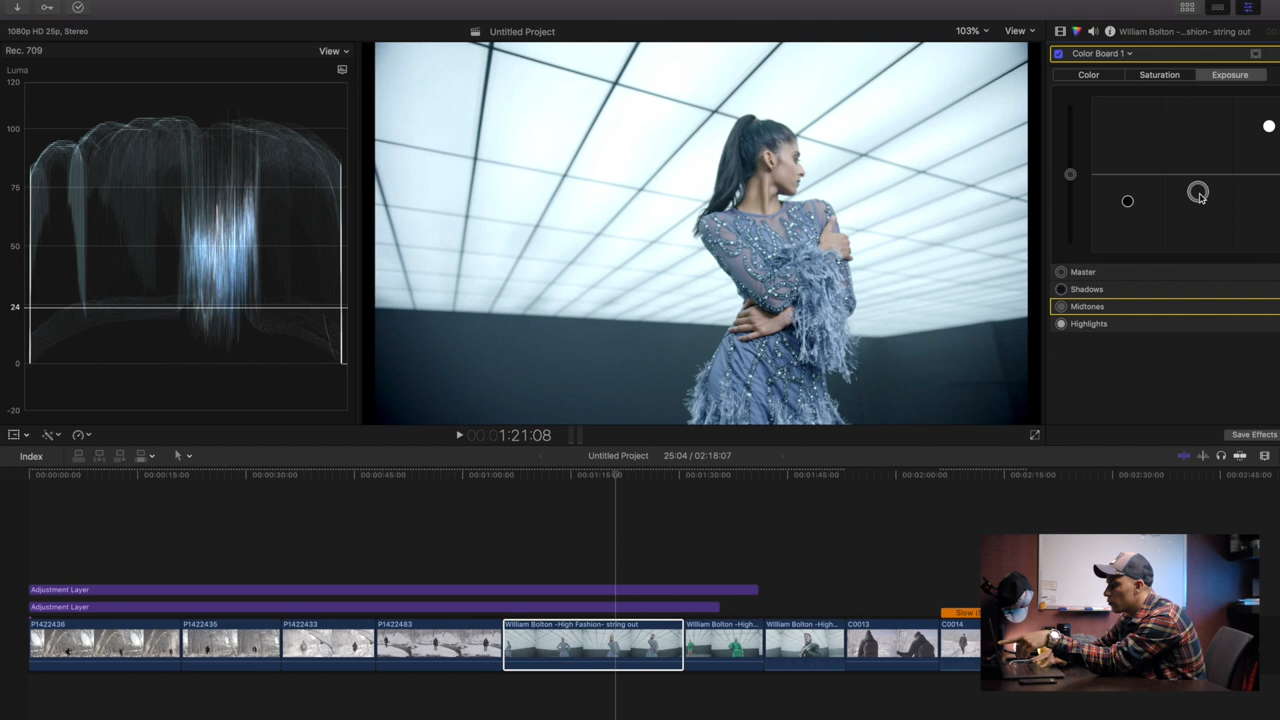 1080p HD 25p, Stereo
Untitled Project
103%
View
William Bolton -...shion- string out
Rec. 709
View
Color Board 1
Luma
Color
Saturation
Exposure
120
100
75
50
24
0
-20
Master
Shadows
Midtones
Highlights
00:00:01:21:08
Save Effects
Index
Untitled Project
25:04 / 02:18:07
00:00:00:00
00:00:15:00
00:00:30:00
00:00:45:00
00:01:00:00
00:01:15:00
00:01:30:00
00:01:45:00
00:02:00:00
00:02:15:00
00:02:30:00
00:02:45:00
Adjustment Layer
Adjustment Layer
Slow
P1422436
P1422435
P1422433
P1422483
William Bolton -High Fashion- string out
William Bolton -High...
William Bolton -High...
C0013
C0014